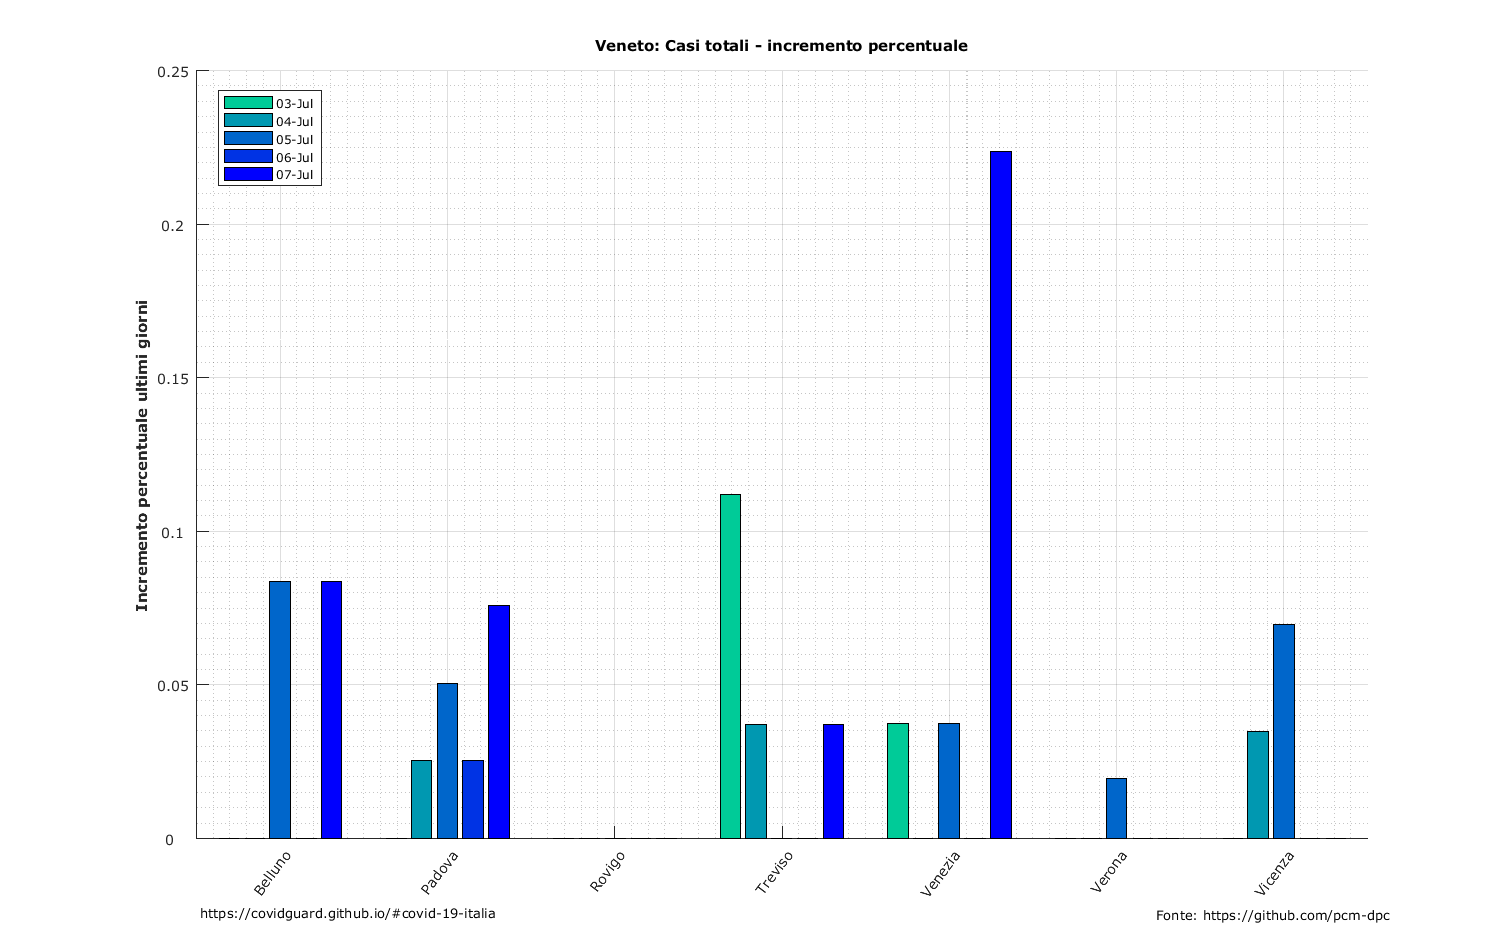 Veneto: Casi totali - incremento percentuale
0.25
0.2
0.15
0.1
0.05
0
Incremento percentuale ultimi giorni
03-Jul
04-Jul
05-Jul
06-Jul
07-Jul
Belluno
Padova
Rovigo
Treviso
Venezia
Verona
Vicenza
https://covidguard.github.io/#covid-19-italia
Fonte: https://github.com/pcm-dpc